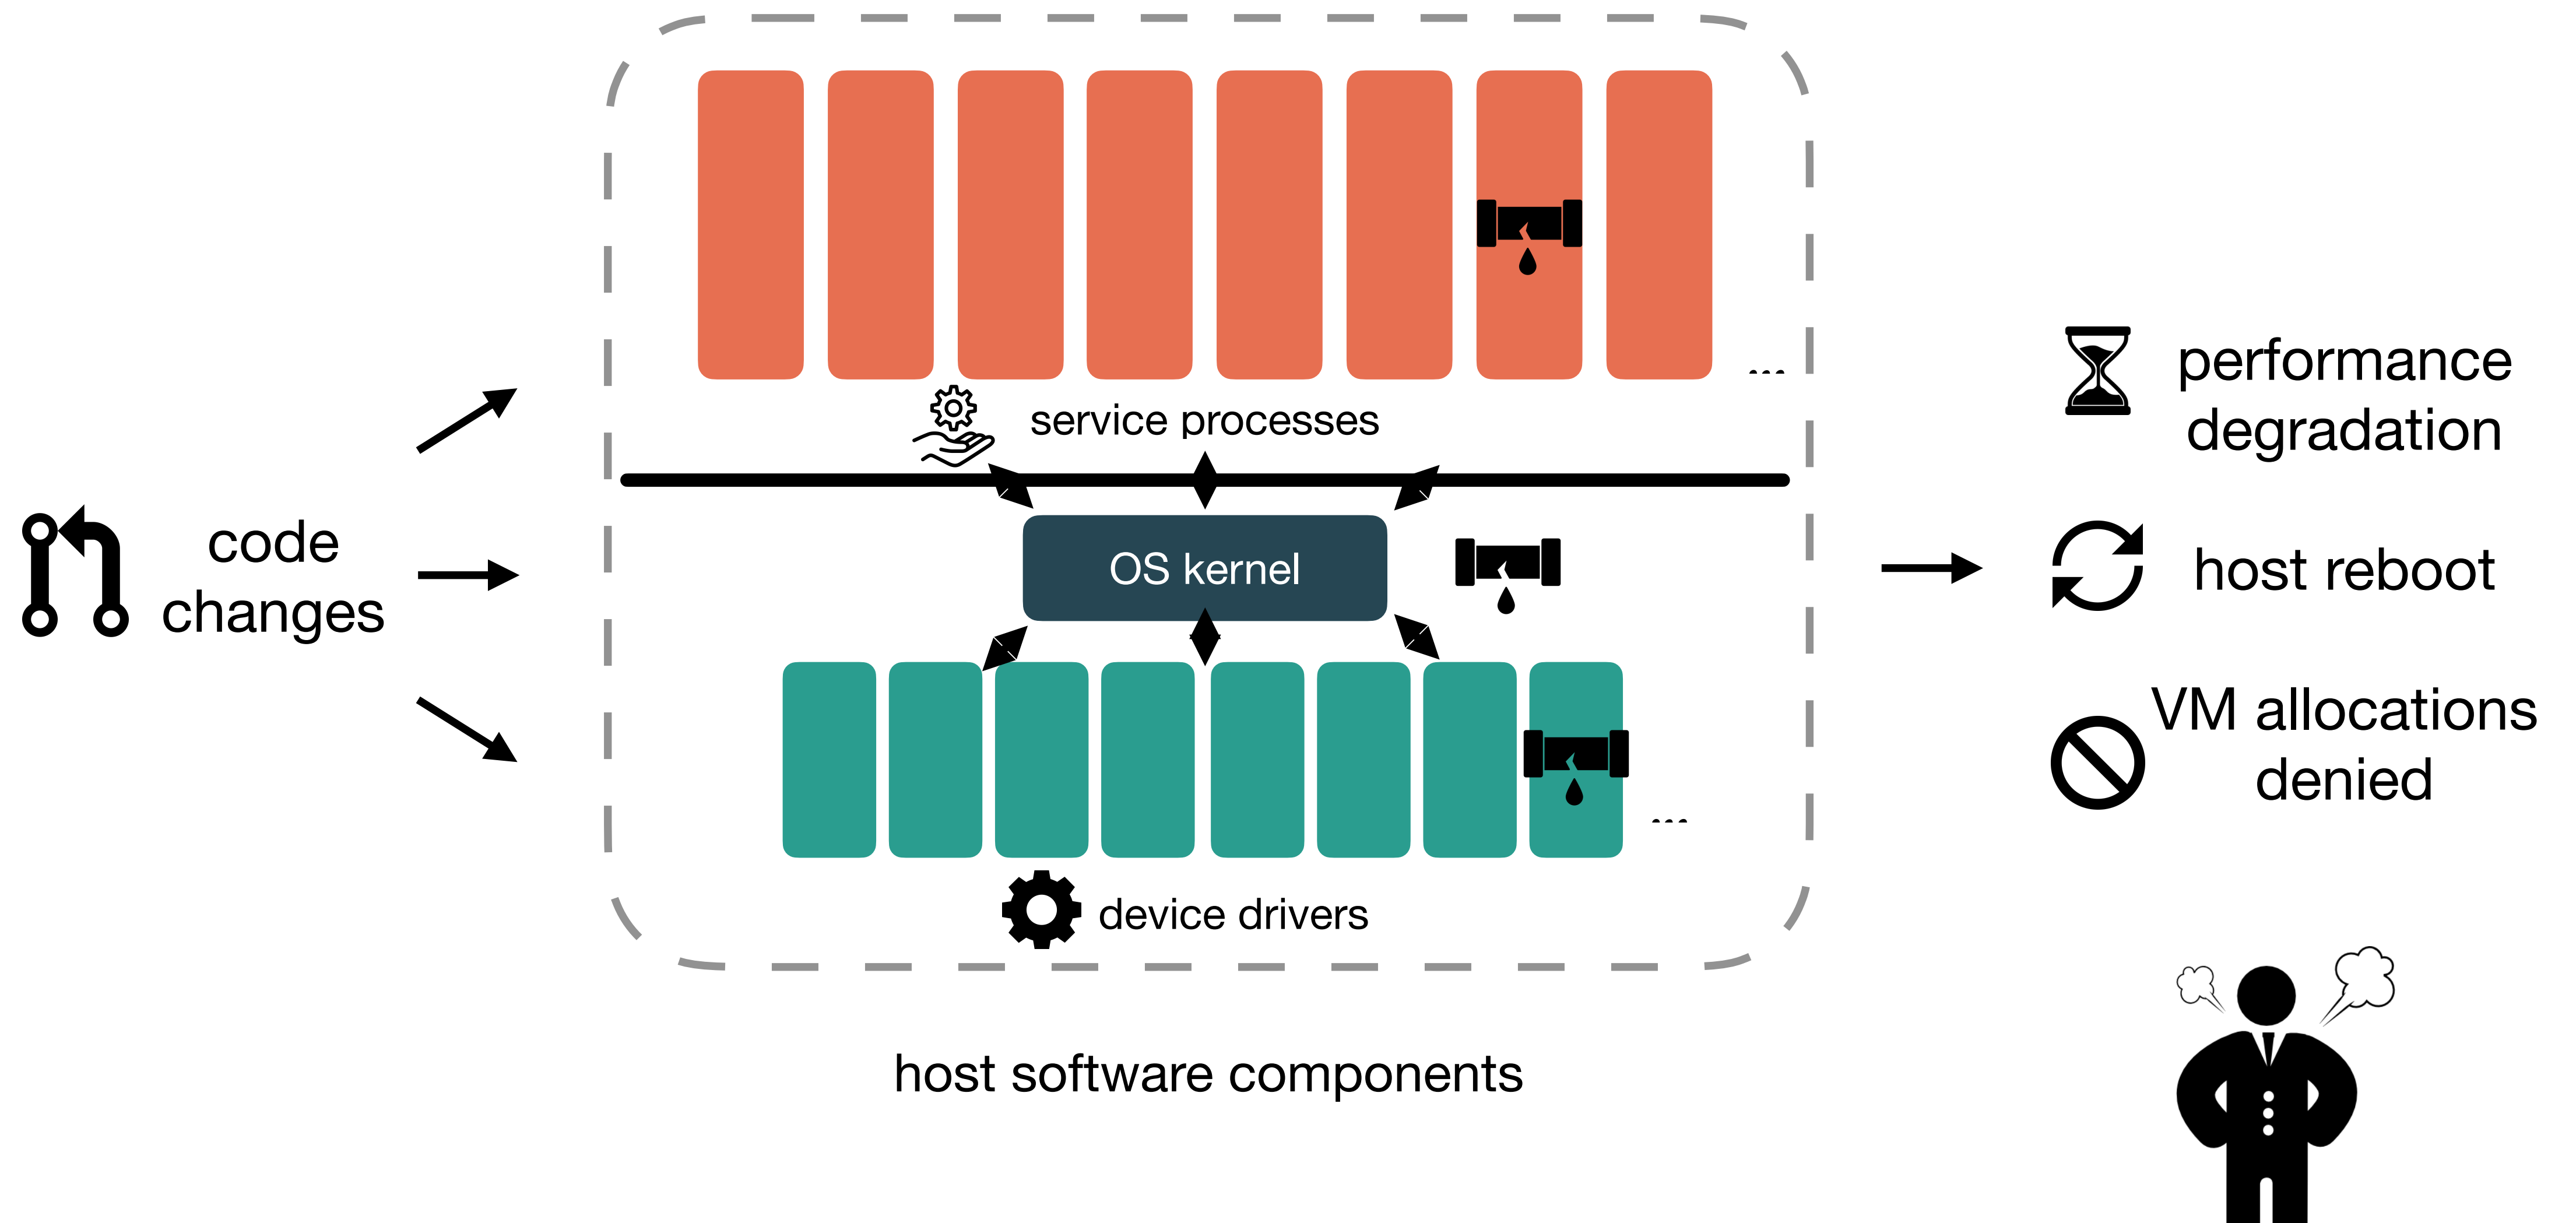 code
changes
...
service processes
OS kernel
...
device drivers
host software components
performance
degradation
host reboot
VM allocations
denied